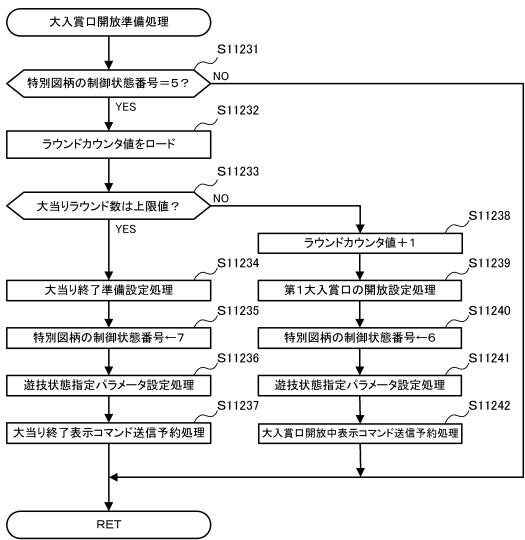 大入賞口開放準備処理
S11231
特別図柄の制御状態番号＝5？
NO
YES
S11232
ラウンドカウンタ値をロード
S11233
大当りラウンド数は上限値？
NO
YES
S11238
ラウンドカウンタ値＋1
S11234
大当り終了準備設定処理
S11239
第1大入賞口の開放設定処理
S11235
特別図柄の制御状態番号←7
S11240
特別図柄の制御状態番号←6
S11236
遊技状態指定パラメータ設定処理
S11241
遊技状態指定パラメータ設定処理
S11237
大当り終了表示コマンド送信予約処理
S11242
大入賞口開放中表示コマンド送信予約処理
RET